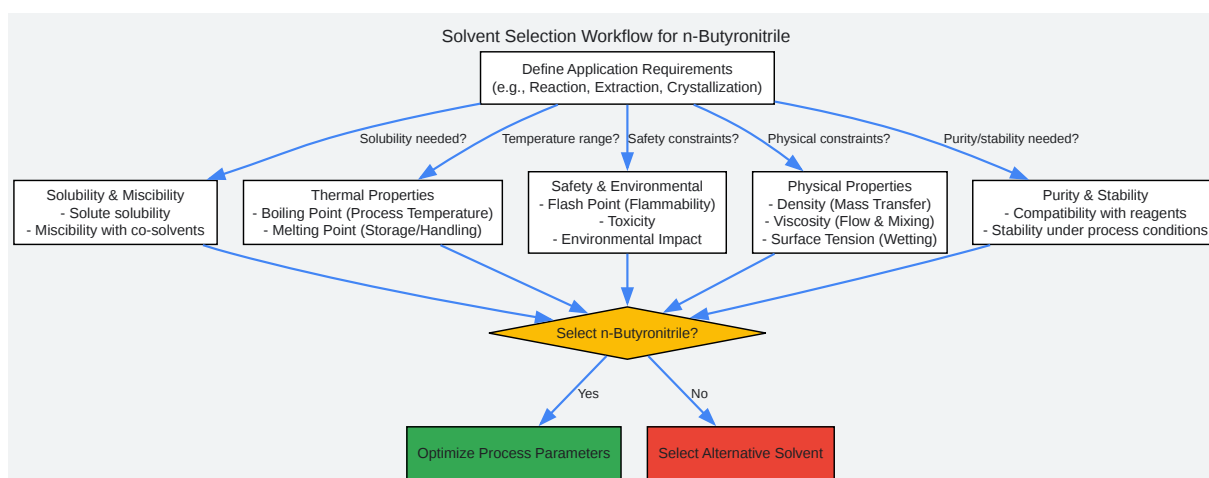 Solvent Selection Workflow for n-Butyronitrile
Define Application Requirements
(e.g., Reaction, Extraction, Crystallization)
Solubility needed?
Temperature range?
Safety constraints?
Physical constraints?
Purity/stability needed?
Solubility & Miscibility
- Solute solubility
- Miscibility with co-solvents
Thermal Properties
- Boiling Point (Process Temperature)
- Melting Point (Storage/Handling)
Safety & Environmental
- Flash Point (Flammability)
- Toxicity
- Environmental Impact
Physical Properties
- Density (Mass Transfer)
- Viscosity (Flow & Mixing)
- Surface Tension (Wetting)
Purity & Stability
- Compatibility with reagents
- Stability under process conditions
Select n-Butyronitrile?
Yes
No
Optimize Process Parameters
Select Alternative Solvent